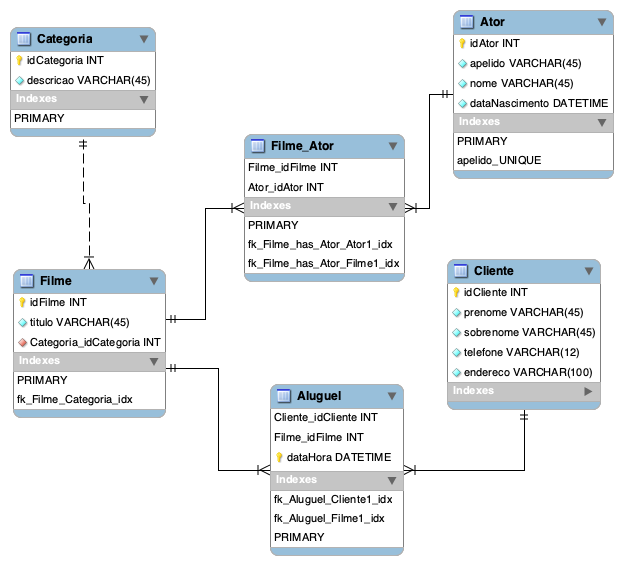 Categoria
idCategoria INT
descricao VARCHAR(45)
Indexes
PRIMARY
Ator
idAtor INT
apelido VARCHAR(45)
nome VARCHAR(45)
dataNascimento DATETIME
Indexes
PRIMARY
apelido_UNIQUE
Filme_Ator
Filme_idFilme INT
Ator_idAtor INT
Indexes
PRIMARY
fk_Filme_has_Ator_Ator1_idx
fk_Filme_has_Ator_Filme1_idx
Filme
idFilme INT
titulo VARCHAR(45)
Categoria_idCategoria INT
Indexes
PRIMARY
fk_Filme_Categoria_idx
Cliente
idCliente INT
prenome VARCHAR(45)
sobrenome VARCHAR(45)
telefone VARCHAR(12)
endereco VARCHAR(100)
Indexes
Aluguel
Cliente_idCliente INT
Filme_idFilme INT
dataHora DATETIME
Indexes
fk_Aluguel_Cliente1_idx
fk_Aluguel_Filme1_idx
PRIMARY